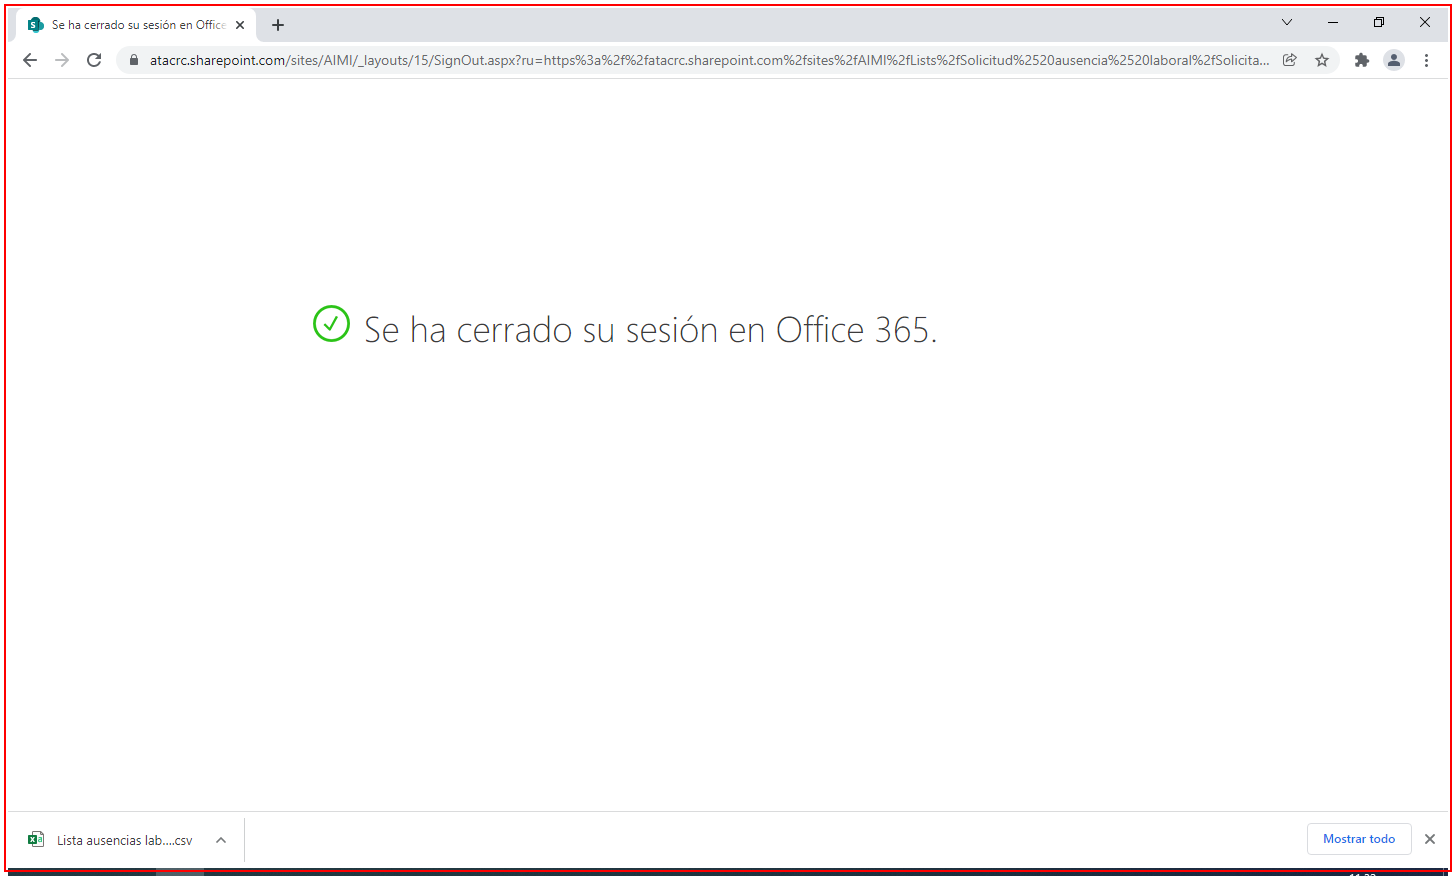 Se ha cerrado su sesión en Office
atacrc.sharepoint.com/sites/AIMI/_layouts/15/SignOut.aspx?ru=https%3a%2f%2fatacrc.sharepoint.com%2fsites%2fAIMI%2fLists%2fSolicitud%2520ausencia%2520laboral%2fSolicita...
Se ha cerrado su sesión en Office 365.
Lista ausencias lab....csv
Mostrar todo